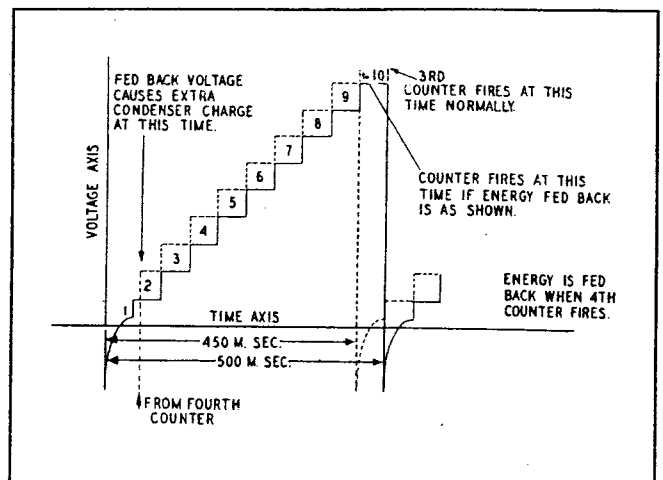 FED BACK VOLTAGE
CAUSES EXTRA
CONDENSER CHARGE
AT THIS TIME.
VOLTAGE AXIS
1
2
3
4
5
6
7
8
9
10
3RD
COUNTER FIRES AT THIS
TIME NORMALLY.
COUNTER FIRES AT THIS
TIME IF ENERGY FED BACK
IS AS SHOWN.
ENERGY IS FED
BACK WHEN 4TH
COUNTER FIRES.
TIME AXIS
450 M. SEC.
500 M. SEC.
FROM FOURTH
COUNTER